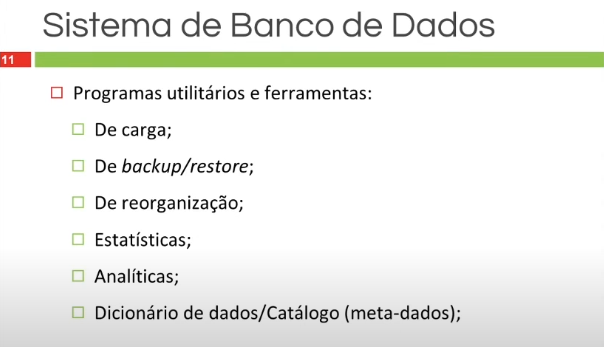 Sistema de Banco de Dados
11
Programas utilitários e ferramentas:
De carga;
De backup/restore;
De reorganização;
Estatísticas;
Analíticas;
Dicionário de dados/Catálogo (meta-dados);